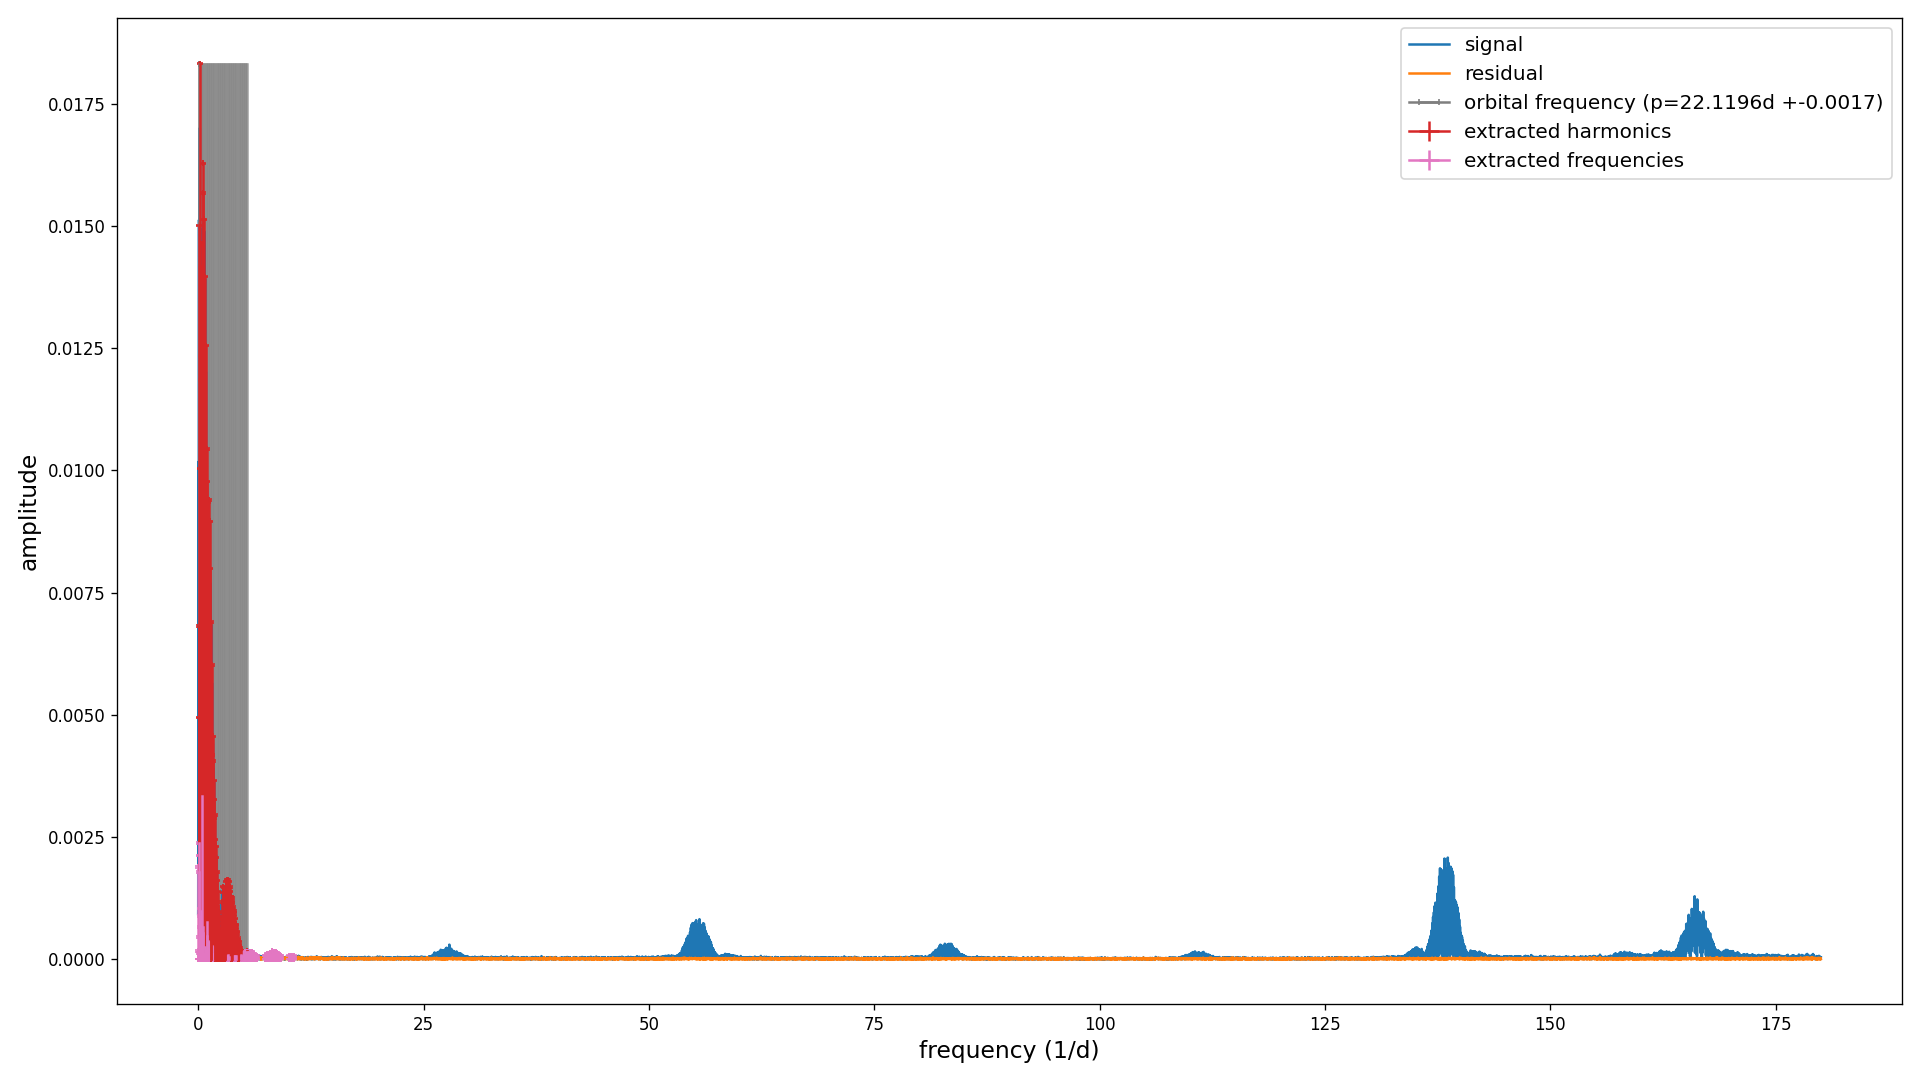 signal
residual
orbital frequency (p=22.1196d +-0.0017)
extracted harmonics
extracted frequencies
0.0175
0.0150
0.0125
0.0100
0.0075
0.0050
0.0025
0.0000
amplitude
0 25 50 75 100 125 150 175
frequency (1/d)